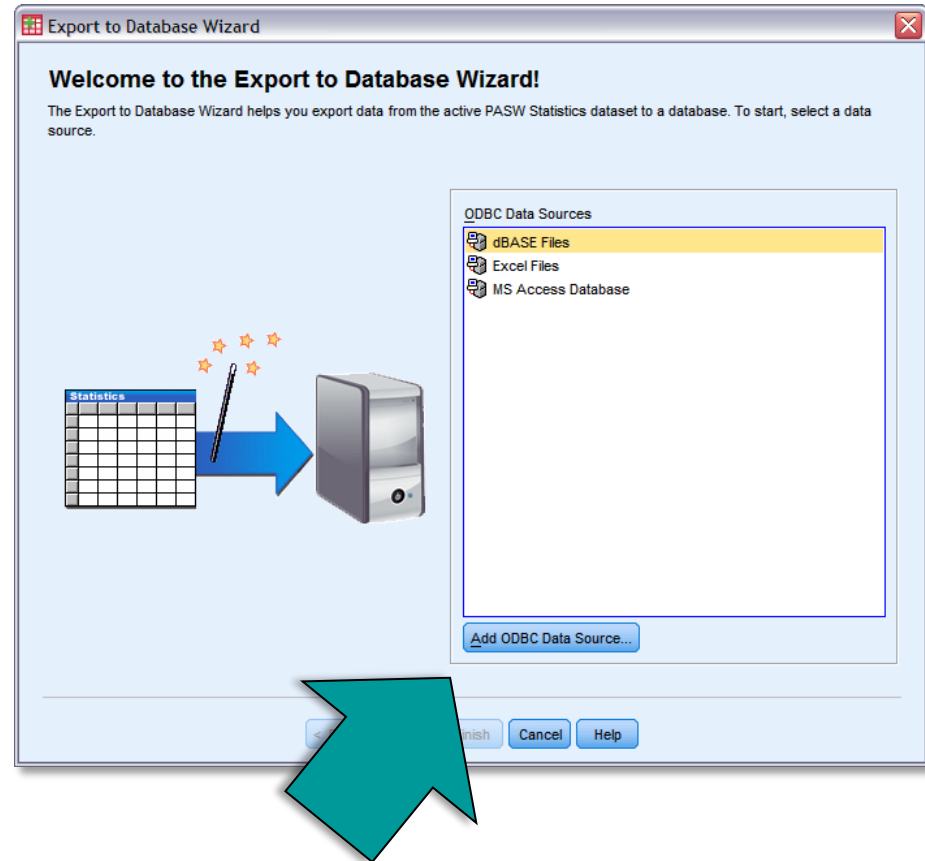 Export to Database Wizard
Welcome to the Export to Database Wizard!
The Export to Database Wizard helps you export data from the active PASW Statistics dataset to a database. To start, select a data
source.
ODBC Data Sources
dBASE Files
Excel Files
MS Access Database
Statistics
Add ODBC Data Source...
Cancel
Help